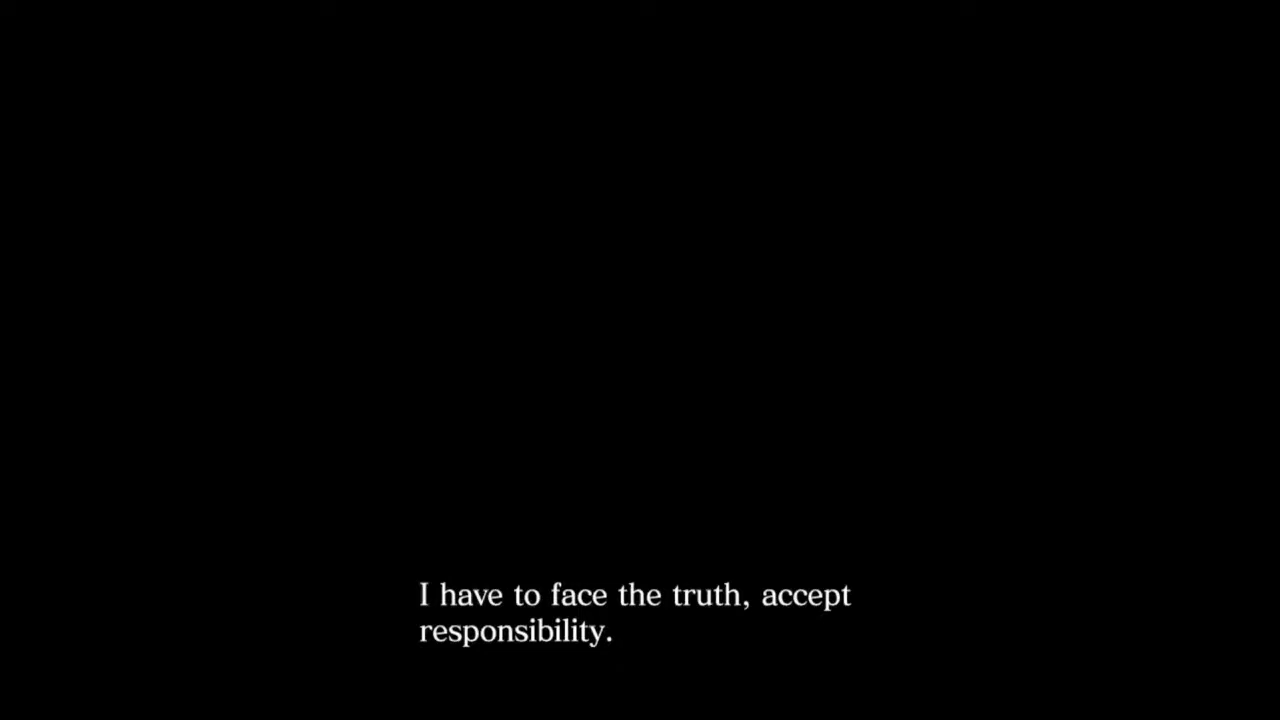 I have to face the truth, accept
responsibility.